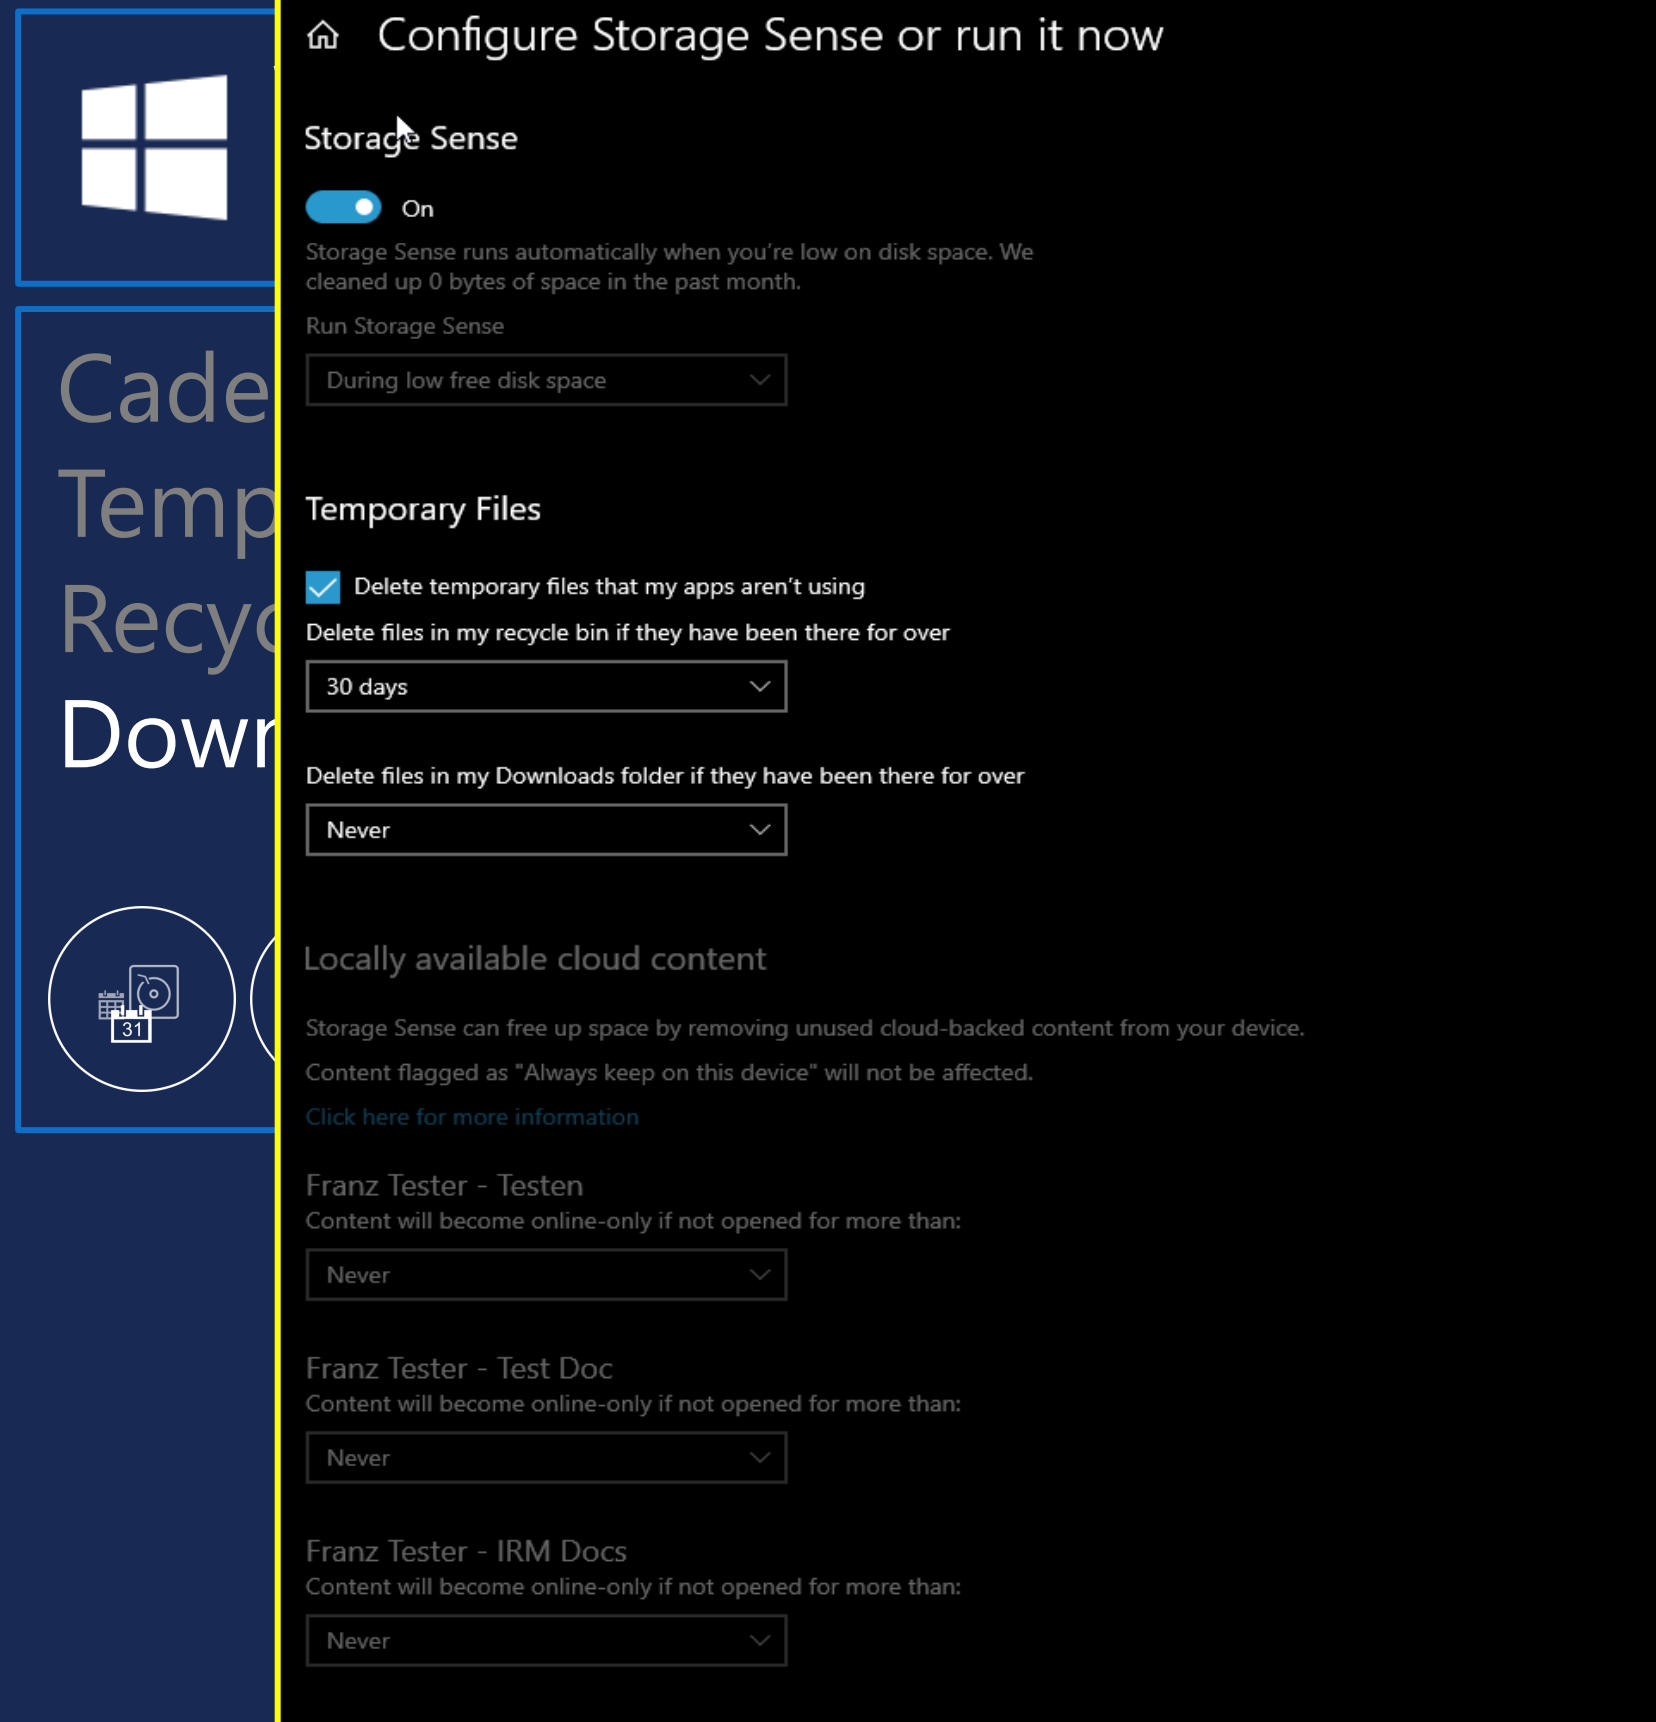 Configure Storage Sense or run it now
Storage Sense
On
Storage Sense runs automatically when you're low on disk space. We
cleaned up 0 bytes of space in the past month.
Run Storage Sense
During low free disk space
Temporary Files
Delete temporary files that my apps aren't using
Delete files in my recycle bin if they have been there for over
30 days
Delete files in my Downloads folder if they have been there for over
Never
Locally available cloud content
Storage Sense can free up space by removing unused cloud-backed content from your device.
Content flagged as "Always keep on this device" will not be affected.
Click here for more information
Franz Tester - Testen
Content will become online-only if not opened for more than:
Never
Franz Tester - Test Doc
Content will become online-only if not opened for more than:
Never
Franz Tester - IRM Docs
Content will become online-only if not opened for more than:
Never
Cade
Temp
Recyc
Down
31